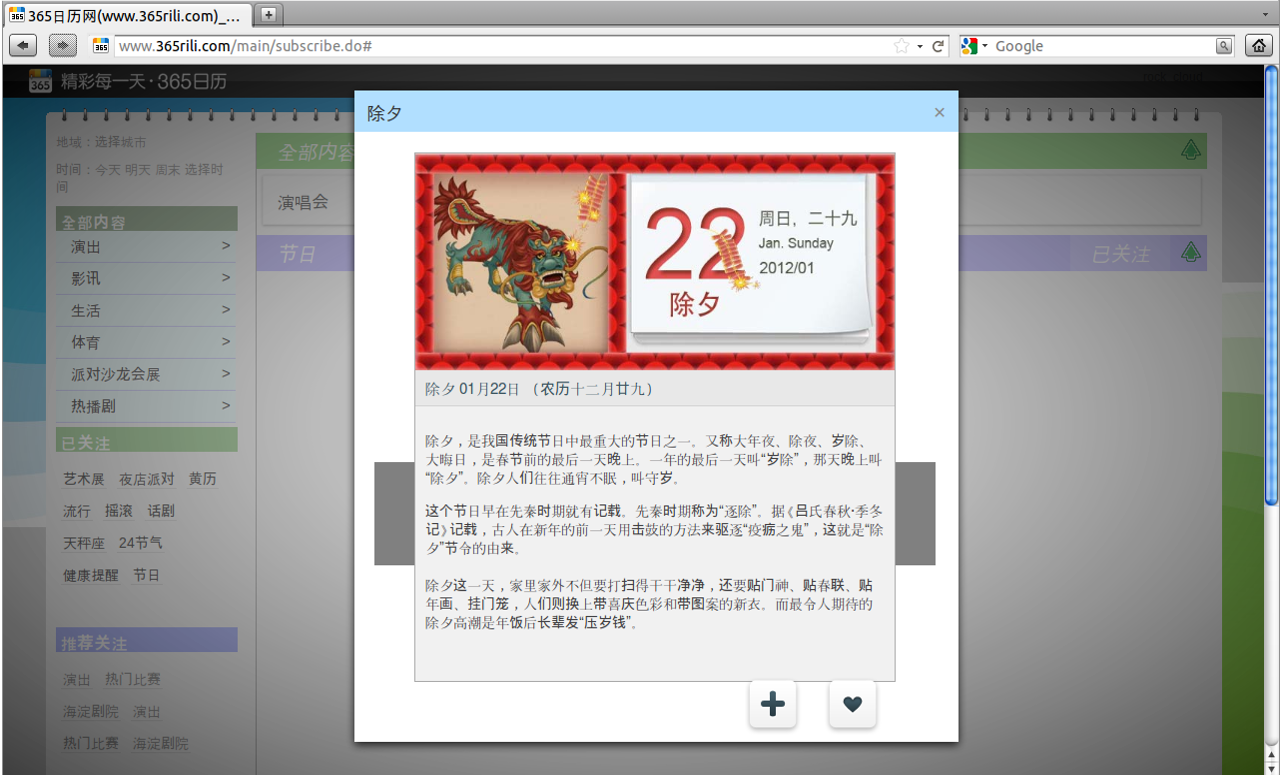 365日历网(www.365rili.com)_...
www.365rili.com/main/subscribe.do#
Google
365
精彩每一天·365日历
地域：选择城市
时间：今天 明天 周末 选择时
间
全部内容
演出 >
影讯 >
生活 >
体育 >
派对沙龙会展 >
热播剧 >
已关注
艺术展 夜店派对 黄历
流行 摇滚 话剧
天秤座 24节气
健康提醒 节日
推荐关注
演出 热门比赛
海淀剧院 演出
热门比赛 海淀剧院
全部内容
演唱会
节日
已关注
除夕
×
22
周日，二十九
Jan. Sunday
2012/01
除夕
除夕 01月22日 （农历十二月廿九）
除夕，是我国传统节日中最重大的节日之一。又称大年夜、除夜、岁除、
大晦日，是春节前的最后一天晚上。一年的最后一天叫“岁除”，那天晚上叫
“除夕”。除夕人们往往通宵不眠，叫守岁。
这个节日早在先秦时期就有记载。先秦时期称为“逐除”。据《吕氏春秋·季冬
记》记载，古人在新年的前一天用击鼓的方法来驱逐“疫疬之鬼”，这就是“除
夕”节令的由来。
除夕这一天，家里家外不但要打扫得干干净净，还要贴门神、贴春联、贴
年画、挂门笼，人们则换上带喜庆色彩和带图案的新衣。而最令人期待的
除夕高潮是年饭后长辈发“压岁钱”。